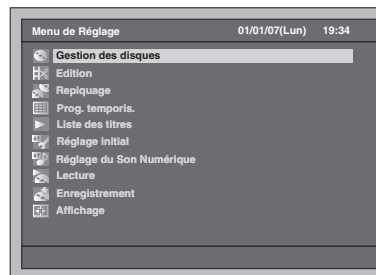 Menu de Réglage 01/01/07(Lun) 19:34
Gestion des disques
Edition
Repiquage
Prog. temporis.
Liste des titres
Réglage initial
Réglage du Son Numérique
Lecture
Enregistrement
Affichage